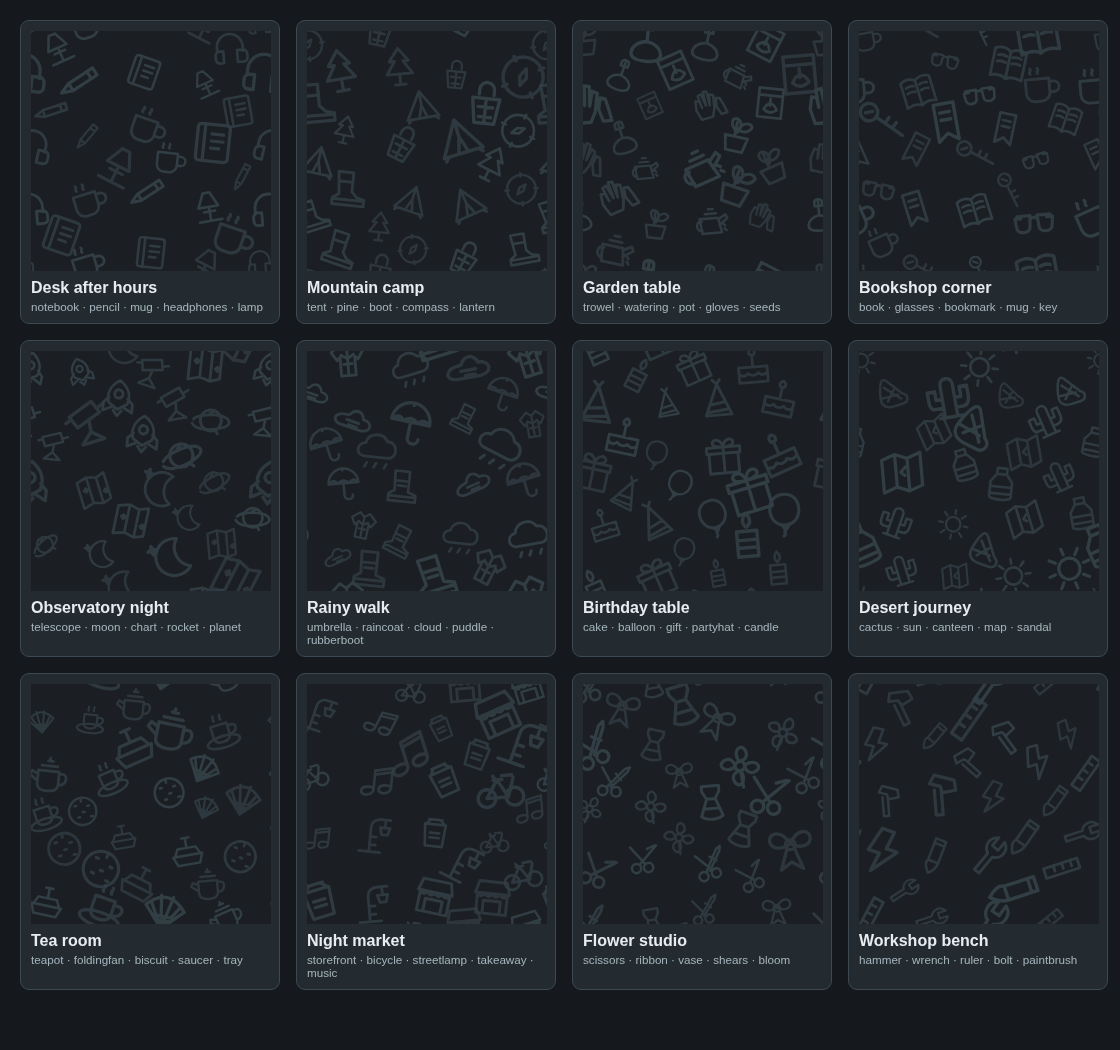 Desk after hours
notebook · pencil · mug · headphones · lamp
Mountain camp
tent · pine · boot · compass · lantern
Garden table
trowel · watering · pot · gloves · seeds
Bookshop corner
book · glasses · bookmark · mug · key
Observatory night
telescope · moon · chart · rocket · planet
Rainy walk
umbrella · raincoat · cloud · puddle ·
rubberboot
Birthday table
cake · balloon · gift · partyhat · candle
Desert journey
cactus · sun · canteen · map · sandal
Tea room
teapot · foldingfan · biscuit · saucer · tray
Night market
storefront · bicycle · streetlamp · takeaway ·
music
Flower studio
scissors · ribbon · vase · shears · bloom
Workshop bench
hammer · wrench · ruler · bolt · paintbrush